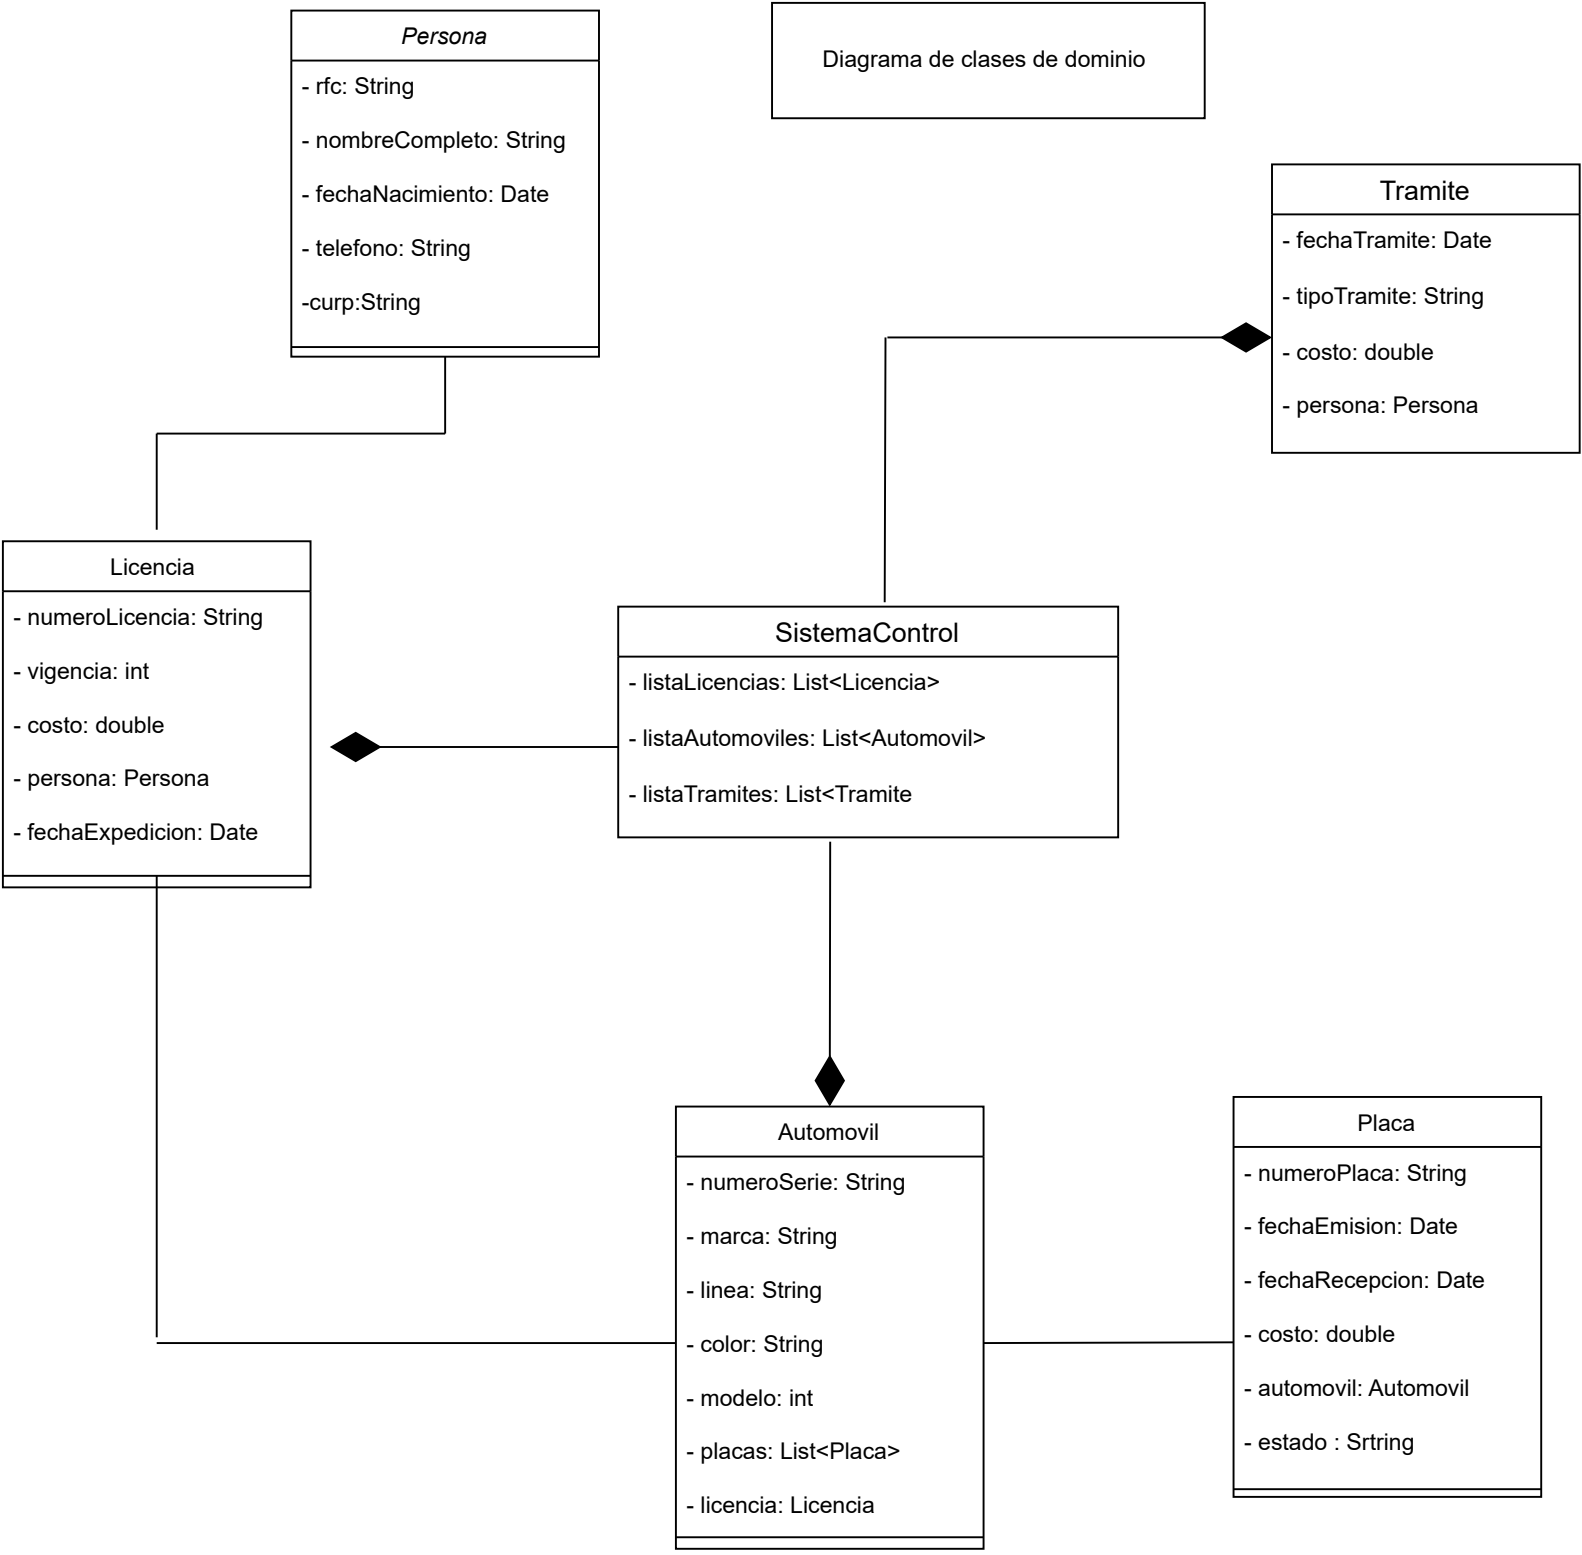 Persona
- rfc: String
- nombreCompleto: String
- fechaNacimiento: Date
- telefono: String
-curp:String
Diagrama de clases de dominio
Tramite
- fechaTramite: Date
- tipoTramite: String
- costo: double
- persona: Persona
Licencia
- numeroLicencia: String
- vigencia: int
- costo: double
- persona: Persona
- fechaExpedicion: Date
SistemaControl
- listaLicencias: List<Licencia>
- listaAutomoviles: List<Automovil>
- listaTramites: List<Tramite
Automovil
- numeroSerie: String
- marca: String
- linea: String
- color: String
- modelo: int
- placas: List<Placa>
- licencia: Licencia
Placa
- numeroPlaca: String
- fechaEmision: Date
- fechaRecepcion: Date
- costo: double
- automovil: Automovil
- estado : Srtring